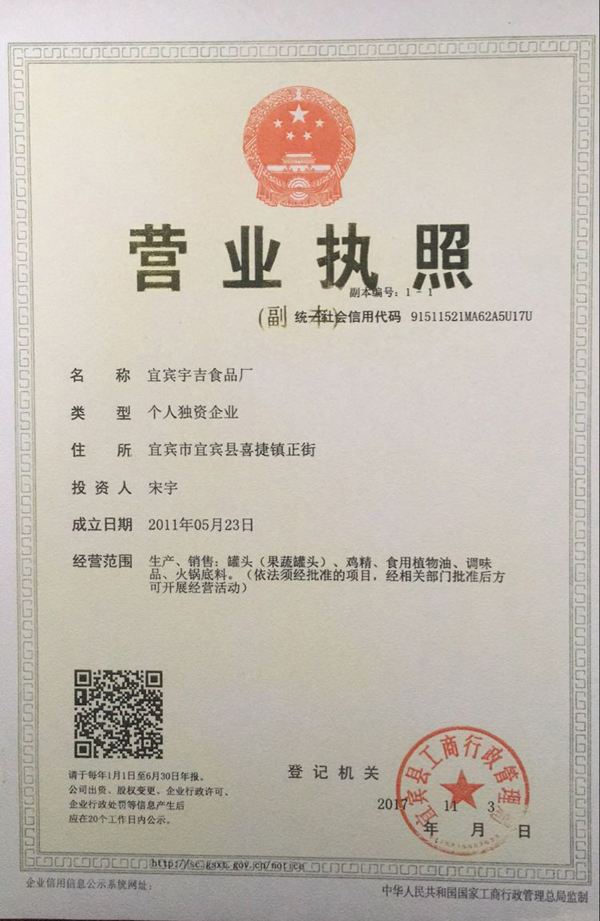 营业执照
副本编号：1 - 1
(副 本)
统一社会信用代码 91511521MA62A5U17U
名 称 宜宾宇吉食品厂
类 型 个人独资企业
住 所 宜宾市宜宾县喜捷镇正街
投 资 人 宋宇
成立日期 2011年05月23日
经营范围 生产、销售：罐头（果蔬罐头）、鸡精、食用植物油、调味
品、火锅底料。（依法须经批准的项目，经相关部门批准后方
可开展经营活动）
请于每年1月1日至6月30日年报。
公司出资、股权变更、企业行政许可、
企业行政处罚等信息产生后
应在20个工作日内公示。
登 记 机 关
宜宾县工商行政管理局
2017 11 3
年 月 日
http://sc.gsxt.gov.cn/notice
企业信用信息公示系统网址：
中华人民共和国国家工商行政管理总局监制